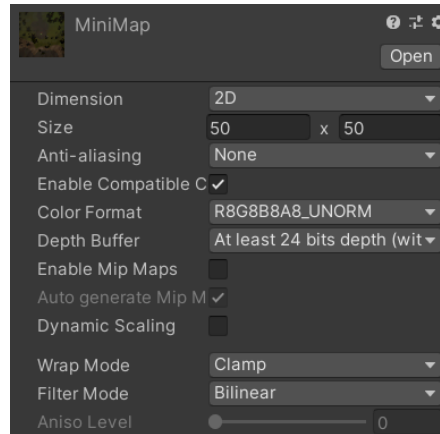 MiniMap
Open
Dimension 2D
Size 50 x 50
Anti-aliasing None
Enable Compatible C
Color Format R8G8B8A8_UNORM
Depth Buffer At least 24 bits depth (wit
Enable Mip Maps
Auto generate Mip M
Dynamic Scaling
Wrap Mode Clamp
Filter Mode Bilinear
Aniso Level 0